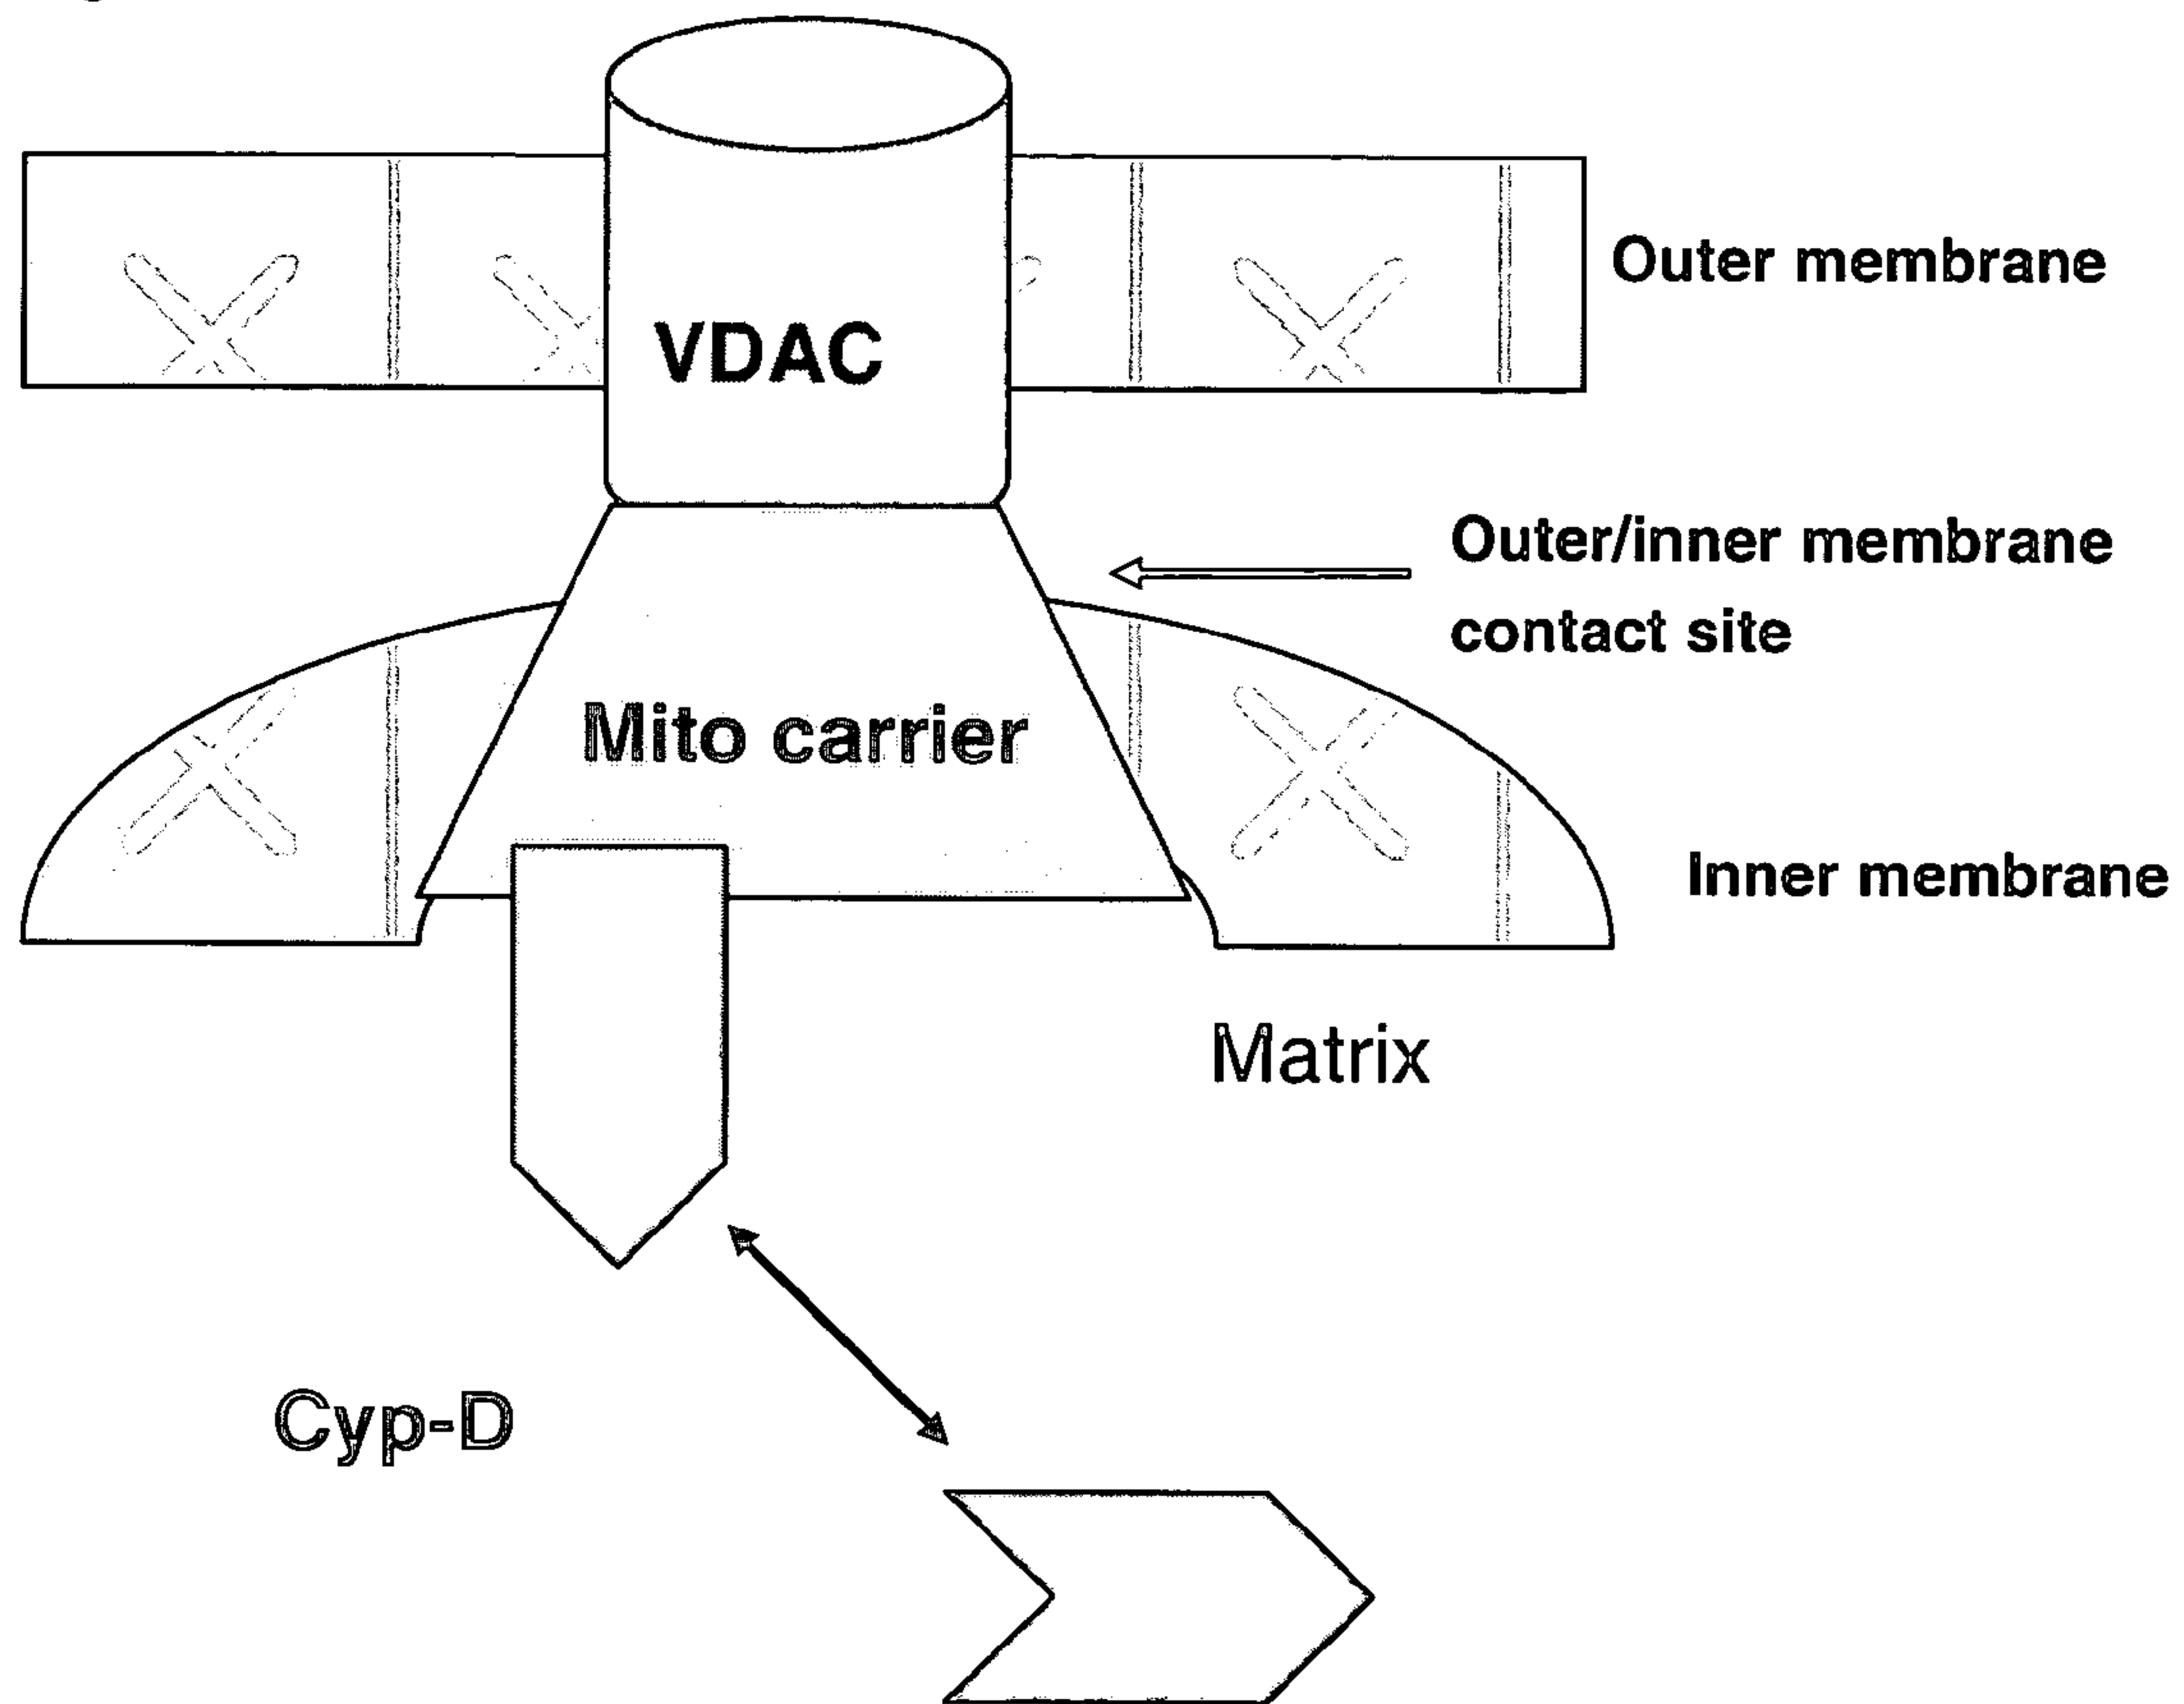 VDAC
Outer membrane
Outer/inner membrane
contact site
Mito carrier
Inner membrane
Matrix
Cyp-D